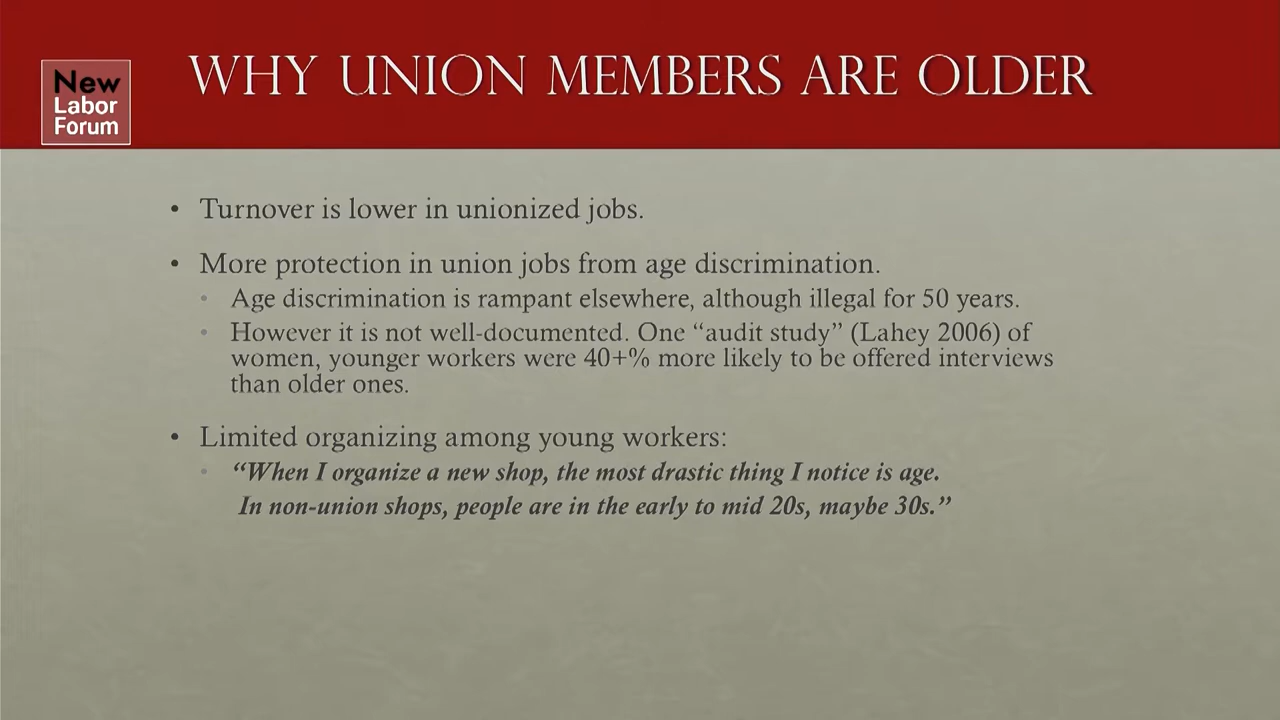 New
Labor
Forum
WHY UNION MEMBERS ARE OLDER
• Turnover is lower in unionized jobs.
• More protection in union jobs from age discrimination.
• Age discrimination is rampant elsewhere, although illegal for 50 years.
• However it is not well-documented. One “audit study” (Lahey 2006) of
women, younger workers were 40+% more likely to be offered interviews
than older ones.
• Limited organizing among young workers:
• “When I organize a new shop, the most drastic thing I notice is age.
In non-union shops, people are in the early to mid 20s, maybe 30s.”